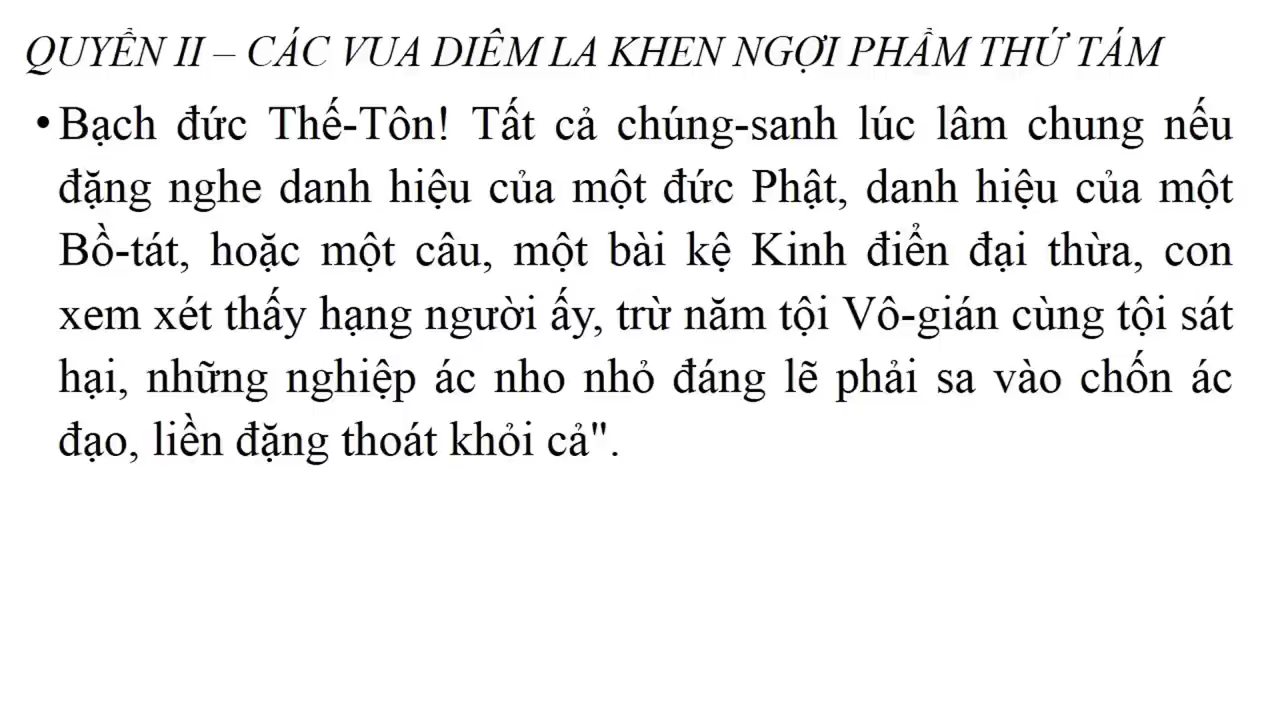 QUYỂN II – CÁC VUA DIÊM LA KHEN NGỢI PHẨM THỨ TÁM
•Bạch đức Thế-Tôn! Tất cả chúng-sanh lúc lâm chung nếu
đặng nghe danh hiệu của một đức Phật, danh hiệu của một
Bồ-tát, hoặc một câu, một bài kệ Kinh điển đại thừa, con
xem xét thấy hạng người ấy, trừ năm tội Vô-gián cùng tội sát
hại, những nghiệp ác nho nhỏ đáng lẽ phải sa vào chốn ác
đạo, liền đặng thoát khỏi cả".